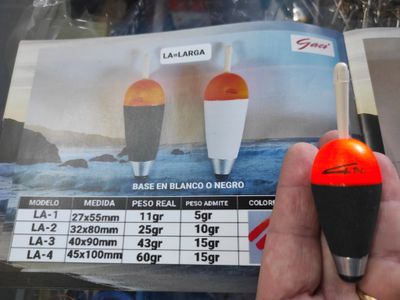 LA=LARGA
Gaci
BASE EN BLANCO O NEGRO
MODELO MEDIDA PESO REAL PESO ADMITE COLORE
LA-1 27x55mm 11gr 5gr
LA-2 32x80mm 25gr 10gr
LA-3 40x90mm 43gr 15gr
LA-4 45x100mm 60gr 15gr